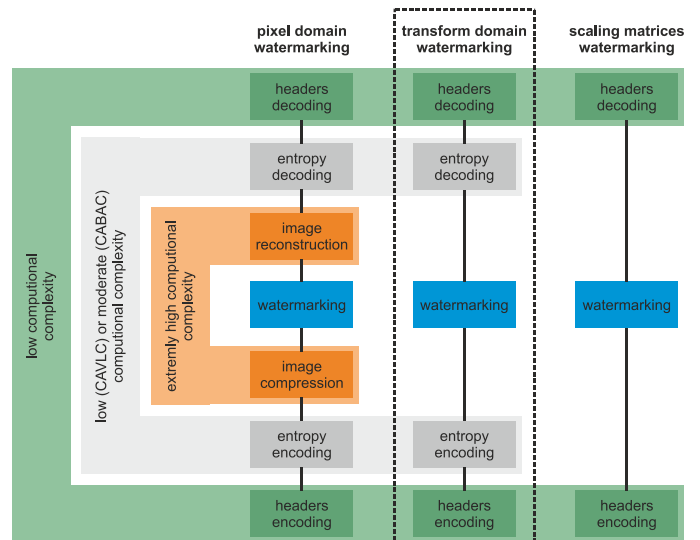 pixel domain
watermarking
transform domain
watermarking
scaling matrices
watermarking
headers
decoding
headers
decoding
headers
decoding
entropy
decoding
entropy
decoding
image
reconstruction
watermarking
watermarking
watermarking
image
compression
entropy
encoding
entropy
encoding
headers
encoding
headers
encoding
headers
encoding
low computional
complexity
low (CAVLC) or moderate (CABAC)
computional complexity
extremly high computional
complexity